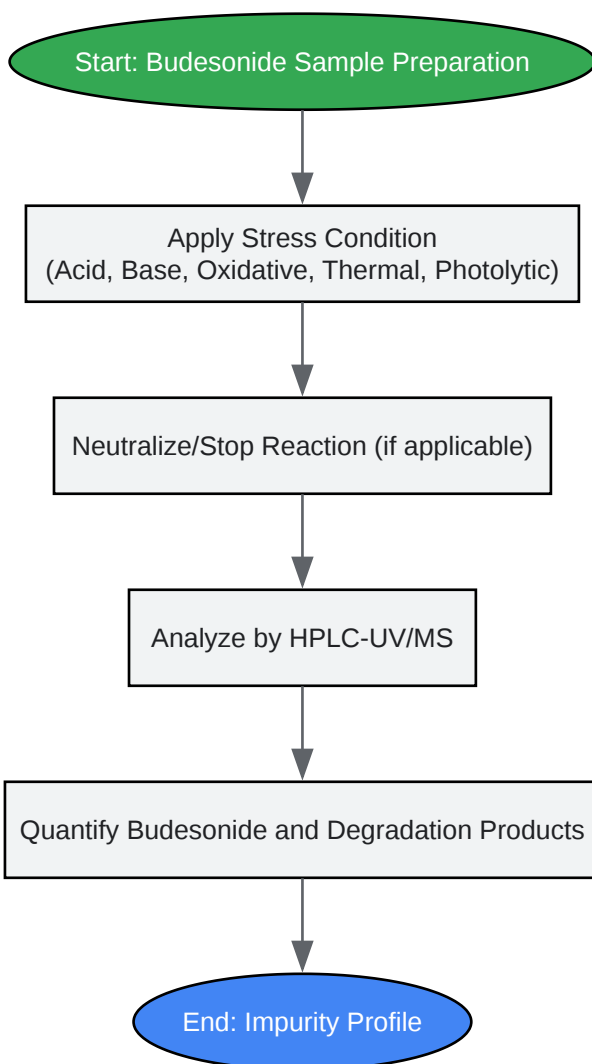 Start: Budesonide Sample Preparation
Apply Stress Condition
(Acid, Base, Oxidative, Thermal, Photolytic)
Neutralize/Stop Reaction (if applicable)
Analyze by HPLC-UV/MS
Quantify Budesonide and Degradation Products
End: Impurity Profile